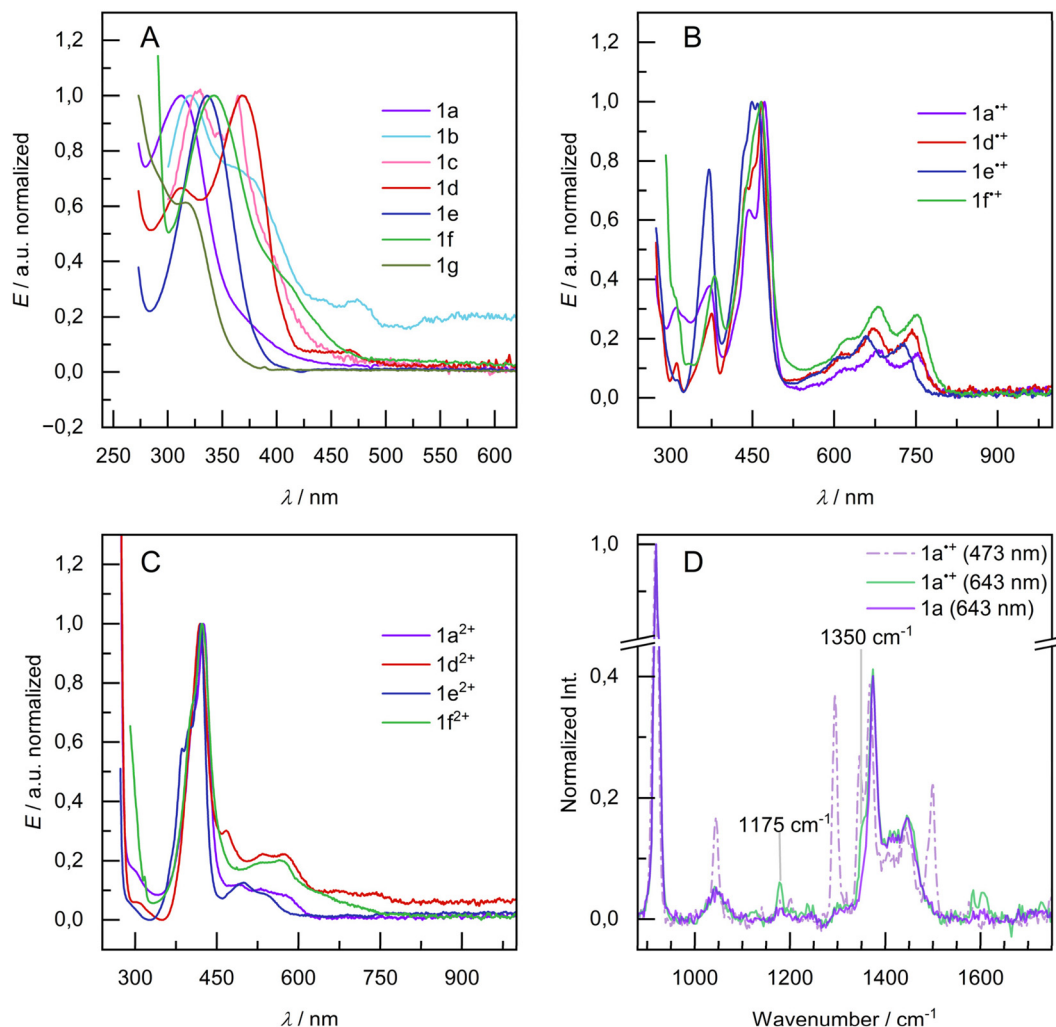 A
E / a.u. normalized
1,2
1,0
0,8
0,6
0,4
0,2
0,0
−0,2
250 300 350 400 450 500 550 600
λ / nm
1a
1b
1c
1d
1e
1f
1g
B
E / a.u. normalized
1,2
1,0
0,8
0,6
0,4
0,2
0,0
300 450 600 750 900
λ / nm
1a•+
1d•+
1e•+
1f•+
C
E / a.u. normalized
1,2
1,0
0,8
0,6
0,4
0,2
0,0
300 450 600 750 900
λ / nm
1a2+
1d2+
1e2+
1f2+
D
Normalized Int.
1,0
0,4
0,2
0,0
1000 1200 1400 1600
Wavenumber / cm-1
1a•+ (473 nm)
1a•+ (643 nm)
1a (643 nm)
1350 cm-1
1175 cm-1